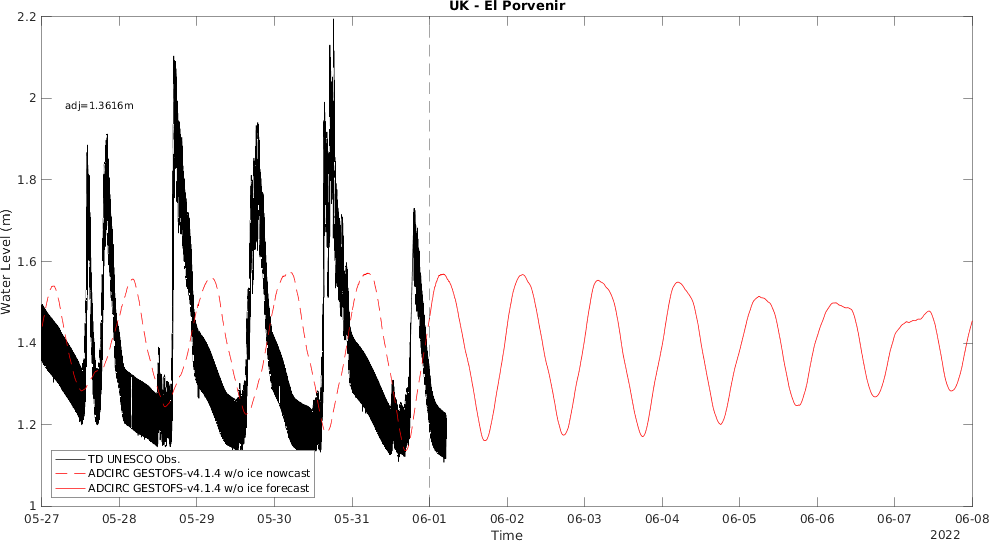 UK - El Porvenir
2.2
2
1.8
1.6
1.4
1.2
1
Water Level (m)
adj=1.3616m
TD UNESCO Obs.
ADCIRC GESTOFS-v4.1.4 w/o ice nowcast
ADCIRC GESTOFS-v4.1.4 w/o ice forecast
05-27 05-28 05-29 05-30 05-31 06-01 06-02 06-03 06-04 06-05 06-06 06-07 06-08
Time
2022